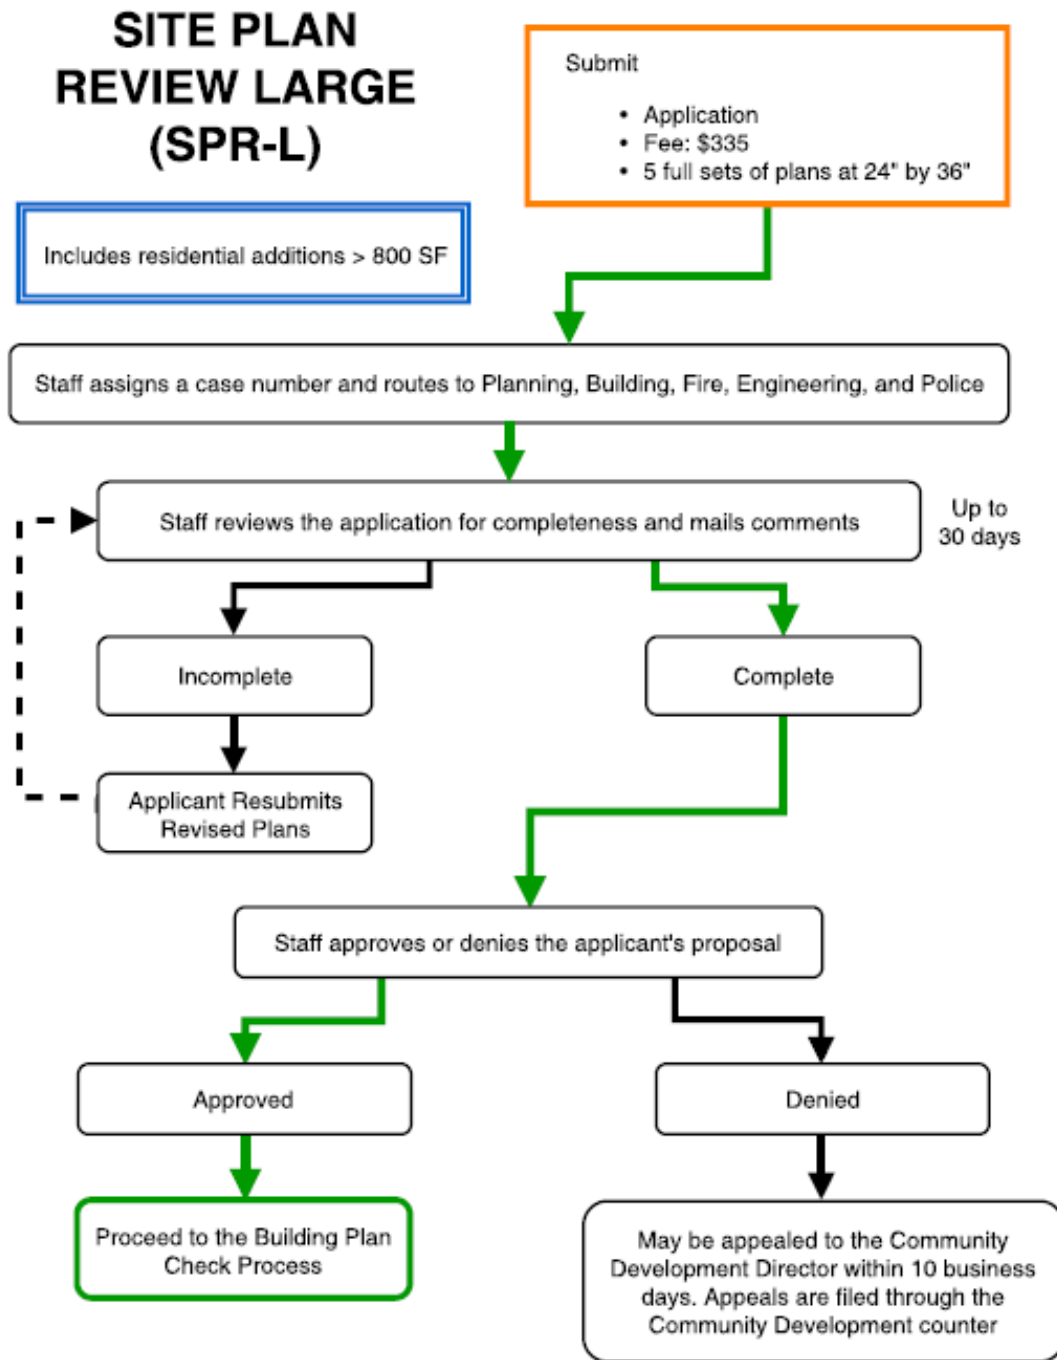 SITE PLAN
REVIEW LARGE
(SPR-L)
Submit
• Application
• Fee: $335
• 5 full sets of plans at 24" by 36"
Includes residential additions > 800 SF
Staff assigns a case number and routes to Planning, Building, Fire, Engineering, and Police
Staff reviews the application for completeness and mails comments
Up to
30 days
Incomplete
Complete
Applicant Resubmits
Revised Plans
Staff approves or denies the applicant's proposal
Approved
Denied
Proceed to the Building Plan
Check Process
May be appealed to the Community
Development Director within 10 business
days. Appeals are filed through the
Community Development counter